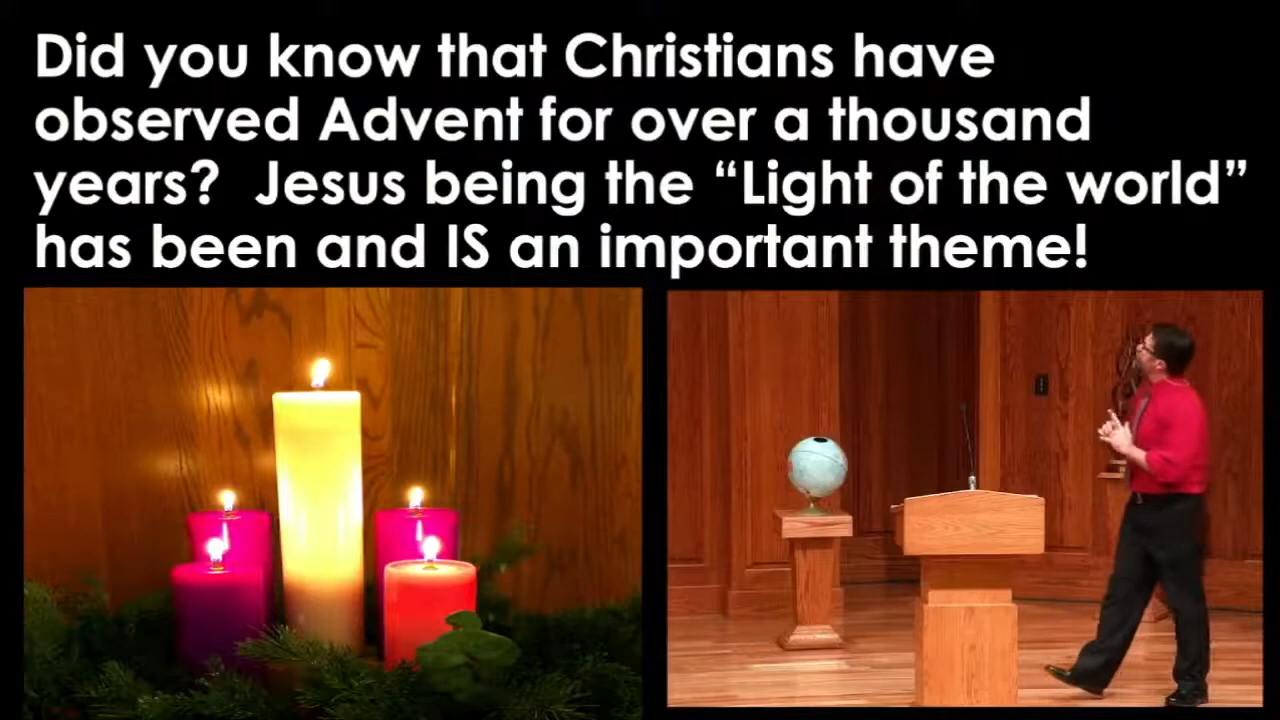 Did you know that Christians have
observed Advent for over a thousand
years?  Jesus being the “Light of the world”
has been and IS an important theme!